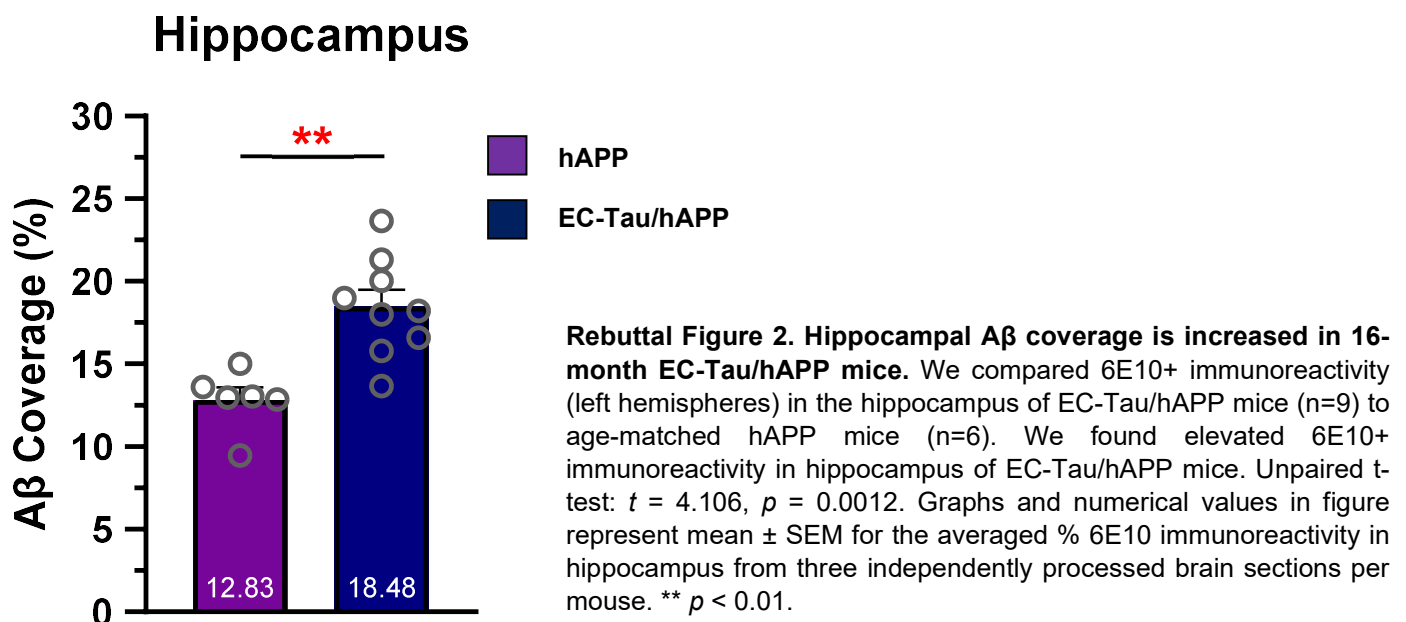 Hippocampus
Aβ Coverage (%)
30
25
20
15
10
5
0
**
12.83
18.48
hAPP
EC-Tau/hAPP
Rebuttal Figure 2. Hippocampal Aβ coverage is increased in 16-
month EC-Tau/hAPP mice. We compared 6E10+ immunoreactivity
(left hemispheres) in the hippocampus of EC-Tau/hAPP mice (n=9) to
age-matched hAPP mice (n=6). We found elevated 6E10+
immunoreactivity in hippocampus of EC-Tau/hAPP mice. Unpaired t-
test: t = 4.106, p = 0.0012. Graphs and numerical values in figure
represent mean ± SEM for the averaged % 6E10 immunoreactivity in
hippocampus from three independently processed brain sections per
mouse. ** p < 0.01.